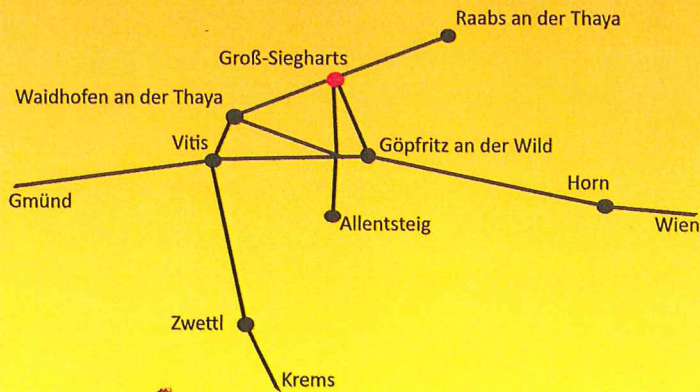 Raabs an der Thaya
Groß-Siegharts
Waidhofen an der Thaya
Vitis
Göpfritz an der Wild
Horn
Gmünd
Allentsteig
Wien
Zwettl
Krems